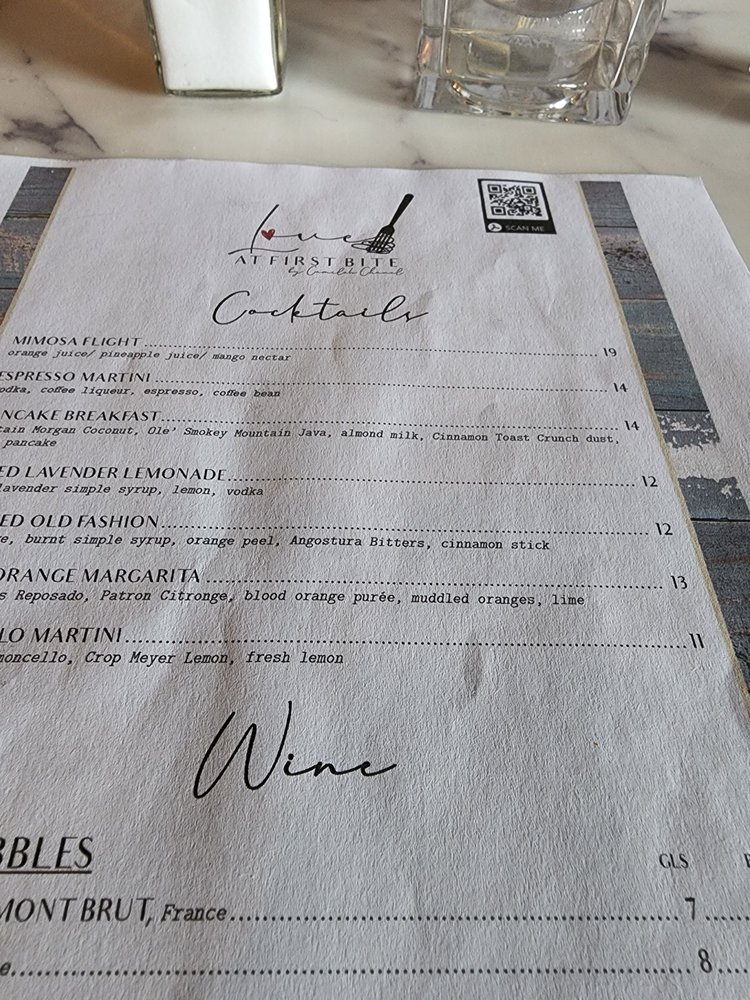 Love
AT FIRST BITE
SCAN ME
Cocktails
MIMOSA FLIGHT 19
orange juice/ pineapple juice/ mango nectar
ESPRESSO MARTINI 14
odka, coffee liqueur, espresso, coffee bean
NCAKE BREAKFAST 14
tain Morgan Coconut, Ole' Smokey Mountain Java, almond milk, Cinnamon Toast Crunch dust,
pancake
ED LAVENDER LEMONADE 12
lavender simple syrup, lemon, vodka
ED OLD FASHION 12
e, burnt simple syrup, orange peel, Angostura Bitters, cinnamon stick
ORANGE MARGARITA 13
s Reposado, Patron Citronge, blood orange purée, muddled oranges, lime
LO MARTINI 11
moncello, Crop Meyer Lemon, fresh lemon
Wine
BBLES GLS
MONT BRUT, France 7
e 8